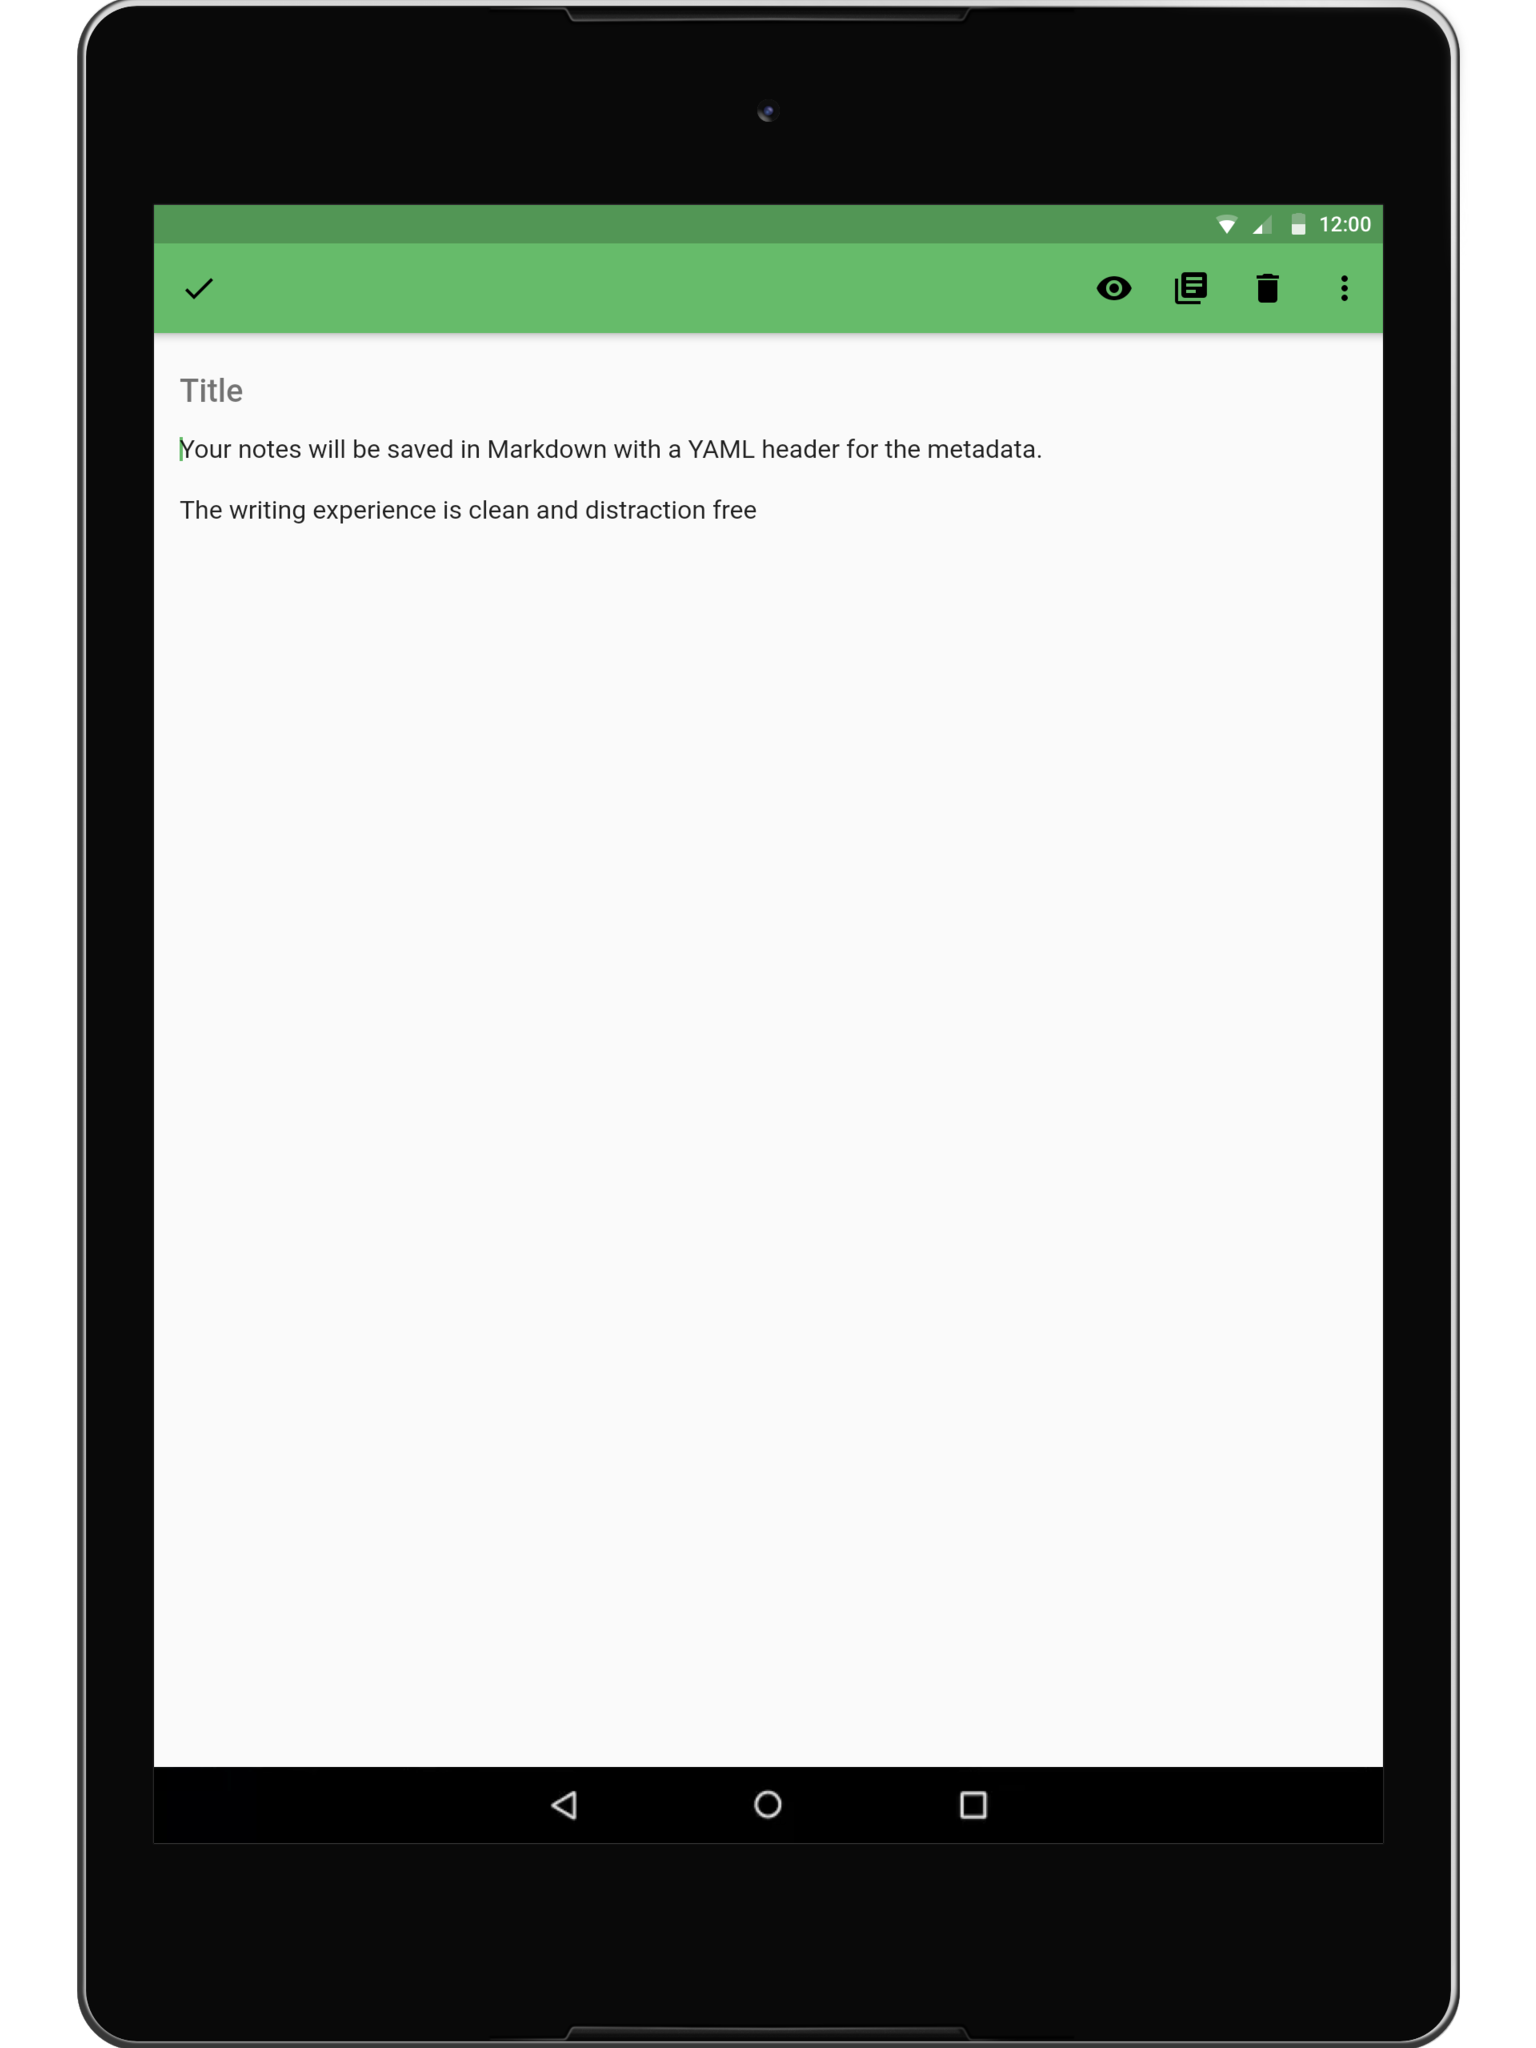 12:00
Title
Your notes will be saved in Markdown with a YAML header for the metadata.
The writing experience is clean and distraction free